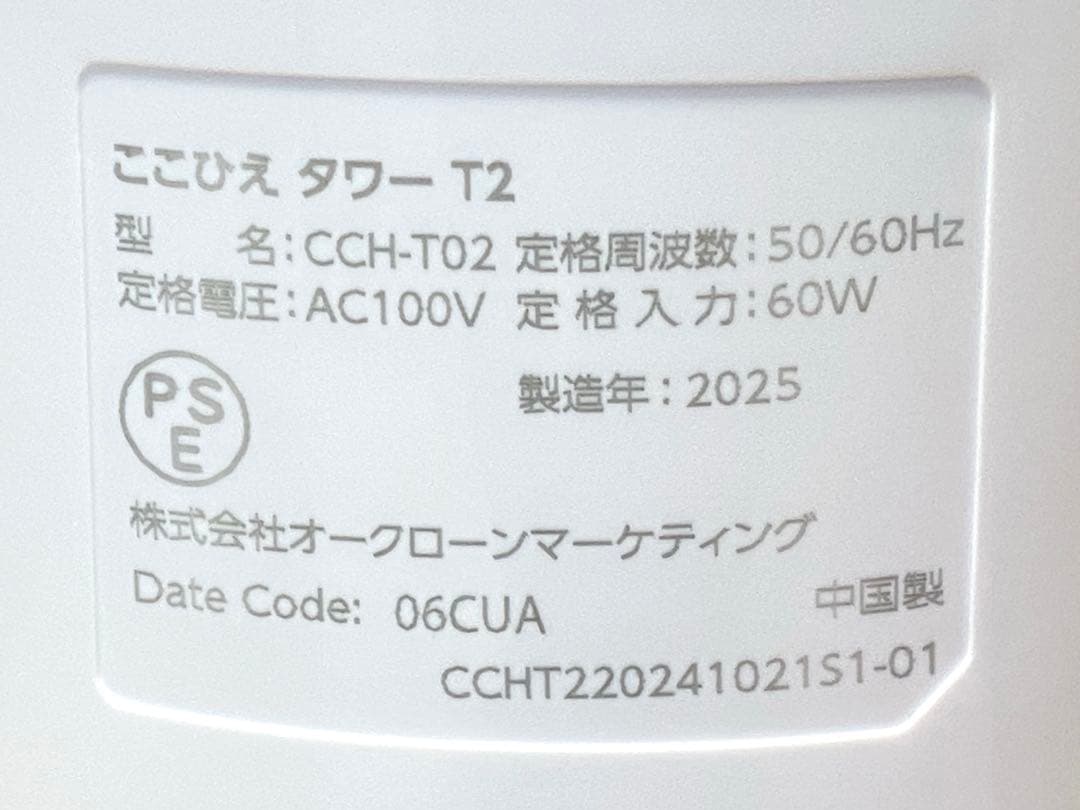 ここひえ タワー T2
型　　名：CCH-T02 定格周波数：50/60Hz
定格電圧：AC100V 定格入力：60W
PSE
製造年：2025
株式会社オークローンマーケティング
Date Code: 06CUA 中国製
CCHT220241021S1-01